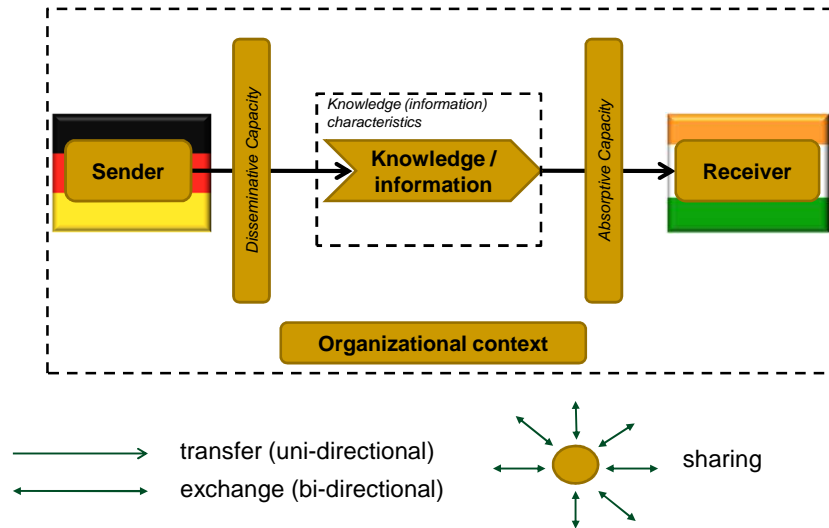 Disseminative Capacity
Absorptive Capacity
Knowledge (information)
characteristics
Sender
Knowledge /
information
Receiver
Organizational context
transfer (uni-directional)
sharing
exchange (bi-directional)